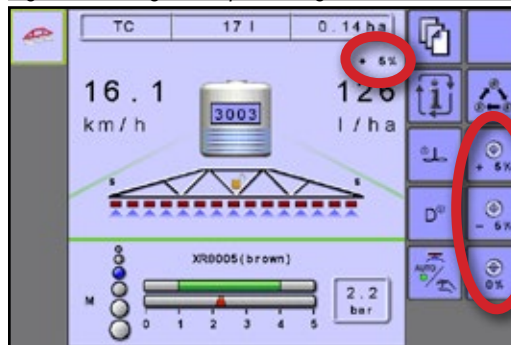 TC 17 l 0.14 ha
+ 5%
16.1 126
km/h l/ha
3003
+ 5%
s s
D
- 5%
XR8005(brown)
AUTO
0%
M
2.2
bar
0 1 2 3 4 5